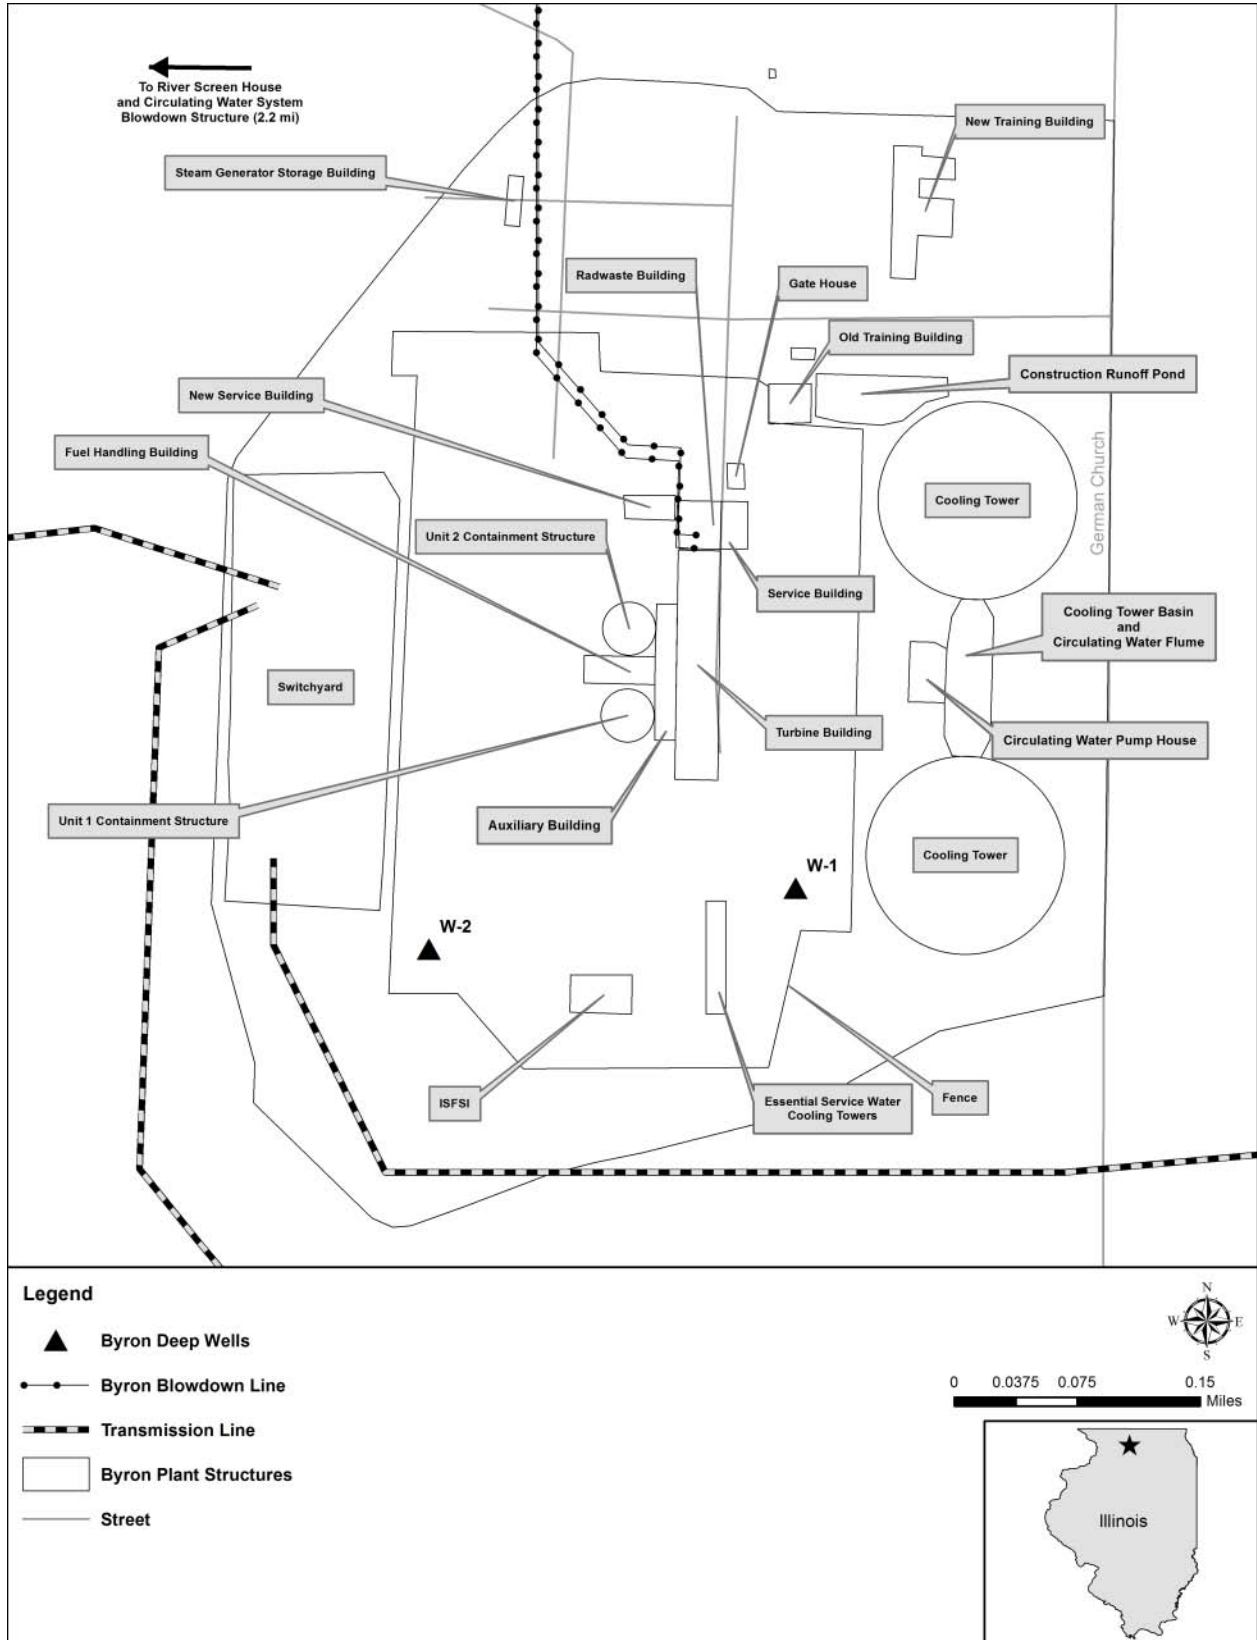 To River Screen House
and Circulating Water System
Blowdown Structure (2.2 mi)
New Training Building
Steam Generator Storage Building
Radwaste Building
Gate House
Old Training Building
Construction Runoff Pond
New Service Building
Fuel Handling Building
German Church
Cooling Tower
Unit 2 Containment Structure
Service Building
Cooling Tower Basin
and
Circulating Water Flume
Switchyard
Turbine Building
Circulating Water Pump House
Unit 1 Containment Structure
Auxiliary Building
Cooling Tower
W-1
W-2
ISFSI
Essential Service Water
Cooling Towers
Fence
Legend
Byron Deep Wells
Byron Blowdown Line
Transmission Line
Byron Plant Structures
Street
N
W E
S
0 0.0375 0.075 0.15
Miles
Illinois